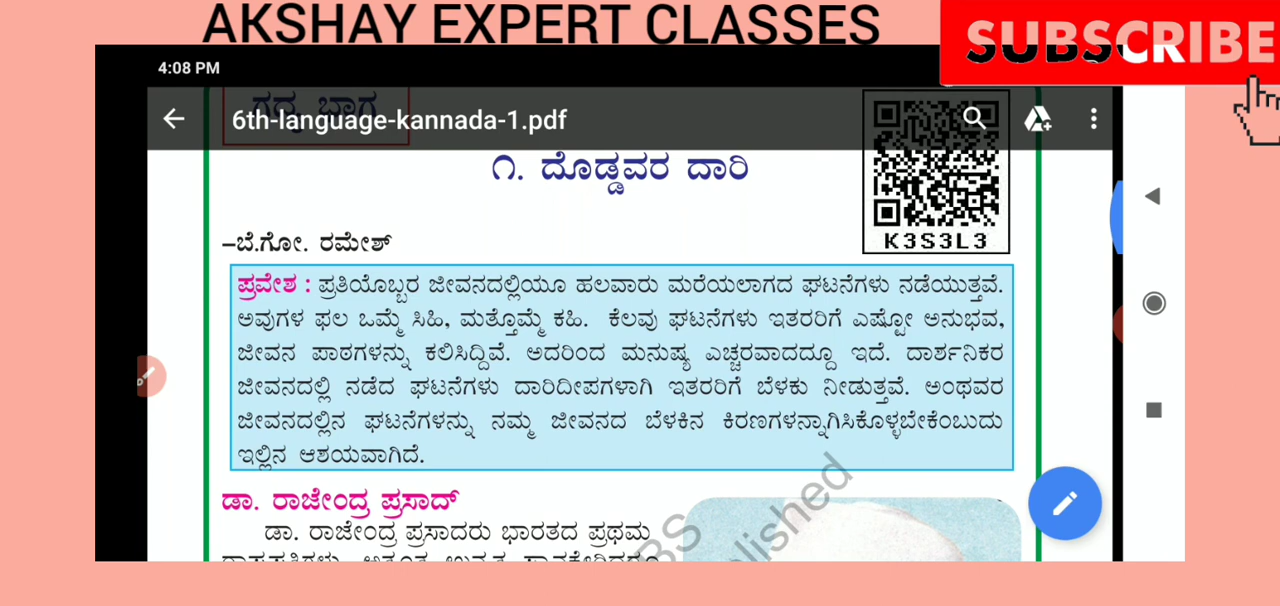 AKSHAY EXPERT CLASSES
SUBSCRIBE
4:08 PM
ಗದ್ಯ ಭಾಗ
6th-language-kannada-1.pdf
೧. ದೊಡ್ಡವರ ದಾರಿ
K3S3L3
–ಬೆ.ಗೋ. ರಮೇಶ್
ಪ್ರವೇಶ : ಪ್ರತಿಯೊಬ್ಬರ ಜೀವನದಲ್ಲಿಯೂ ಹಲವಾರು ಮರೆಯಲಾಗದ ಘಟನೆಗಳು ನಡೆಯುತ್ತವೆ.
ಅವುಗಳ ಫಲ ಒಮ್ಮೆ ಸಿಹಿ, ಮತ್ತೊಮ್ಮೆ ಕಹಿ. ಕೆಲವು ಘಟನೆಗಳು ಇತರರಿಗೆ ಎಷ್ಟೋ ಅನುಭವ,
ಜೀವನ ಪಾಠಗಳನ್ನು ಕಲಿಸಿದ್ದಿವೆ. ಅದರಿಂದ ಮನುಷ್ಯ ಎಚ್ಚರವಾದದ್ದೂ ಇದೆ. ದಾರ್ಶನಿಕರ
ಜೀವನದಲ್ಲಿ ನಡೆದ ಘಟನೆಗಳು ದಾರಿದೀಪಗಳಾಗಿ ಇತರರಿಗೆ ಬೆಳಕು ನೀಡುತ್ತವೆ. ಅಂಥವರ
ಜೀವನದಲ್ಲಿನ ಘಟನೆಗಳನ್ನು ನಮ್ಮ ಜೀವನದ ಬೆಳಕಿನ ಕಿರಣಗಳನ್ನಾಗಿಸಿಕೊಳ್ಳಬೇಕೆಂಬುದು
ಇಲ್ಲಿನ ಆಶಯವಾಗಿದೆ.
ಡಾ. ರಾಜೇಂದ್ರ ಪ್ರಸಾದ್
ಡಾ. ರಾಜೇಂದ್ರ ಪ್ರಸಾದರು ಭಾರತದ ಪ್ರಥಮ